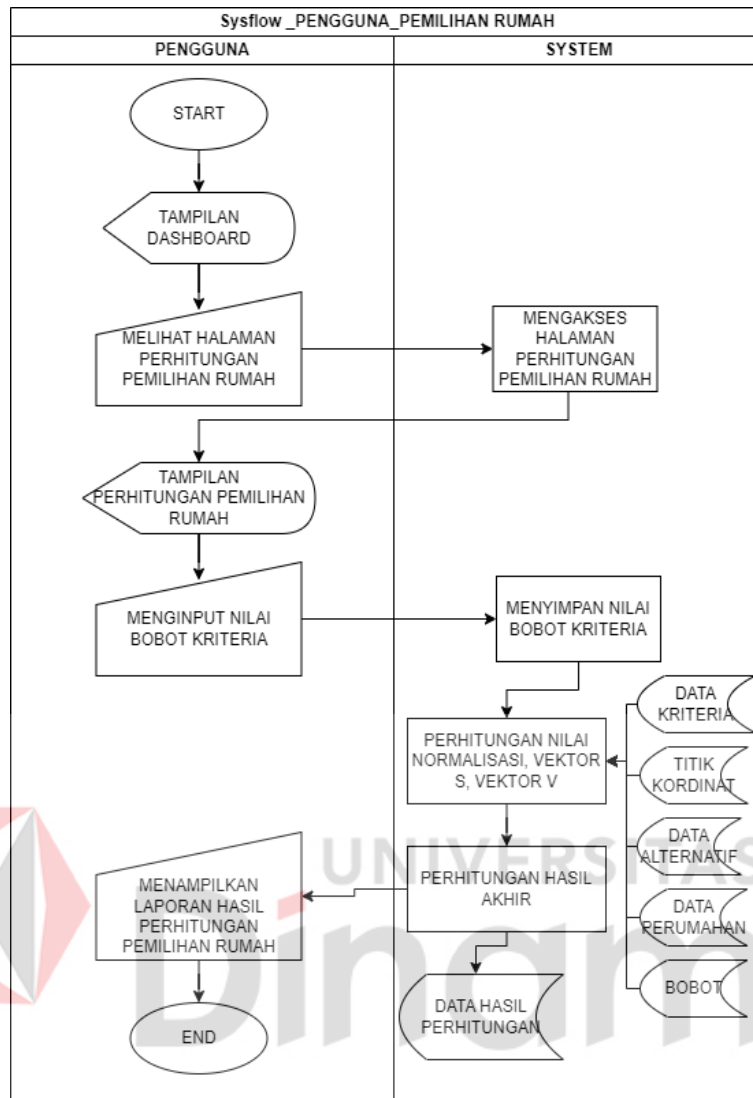 Sysflow _PENGGUNA_PEMILIHAN RUMAH
PENGGUNA
SYSTEM
START
TAMPILAN
DASHBOARD
MELIHAT HALAMAN
PERHITUNGAN
PEMILIHAN RUMAH
MENGAKSES
HALAMAN
PERHITUNGAN
PEMILIHAN RUMAH
TAMPILAN
PERHITUNGAN PEMILIHAN
RUMAH
MENGINPUT NILAI
BOBOT KRITERIA
MENYIMPAN NILAI
BOBOT KRITERIA
DATA
KRITERIA
PERHITUNGAN NILAI
NORMALISASI, VEKTOR
S, VEKTOR V
TITIK
KORDINAT
DATA
ALTERNATIF
PERHITUNGAN HASIL
AKHIR
MENAMPILKAN
LAPORAN HASIL
PERHITUNGAN
PEMILIHAN RUMAH
DATA
PERUMAHAN
BOBOT
DATA HASIL
PERHITUNGAN
END
UNIVERSITAS
Dinam